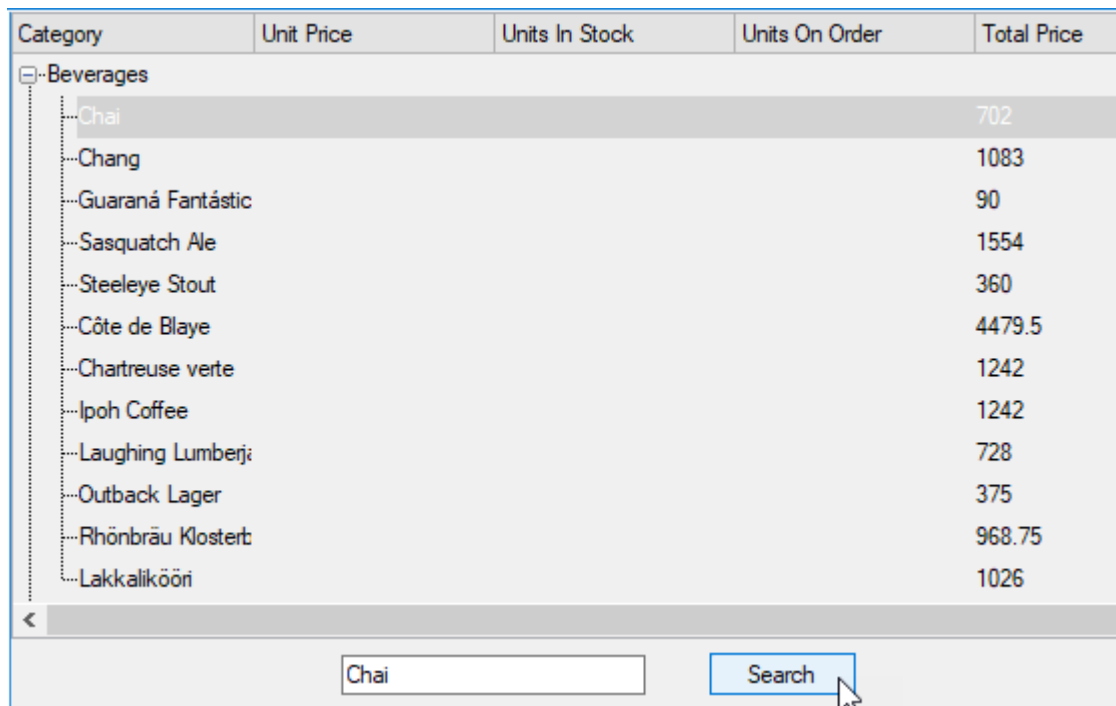 Category Unit Price Units In Stock Units On Order Total Price
Beverages
Chai 702
Chang 1083
Guaraná Fantástic 90
Sasquatch Ale 1554
Steeleye Stout 360
Côte de Blaye 4479.5
Chartreuse verte 1242
Ipoh Coffee 1242
Laughing Lumberja 728
Outback Lager 375
Rhönbräu Klosterb 968.75
Lakkalikööri 1026
Chai Search